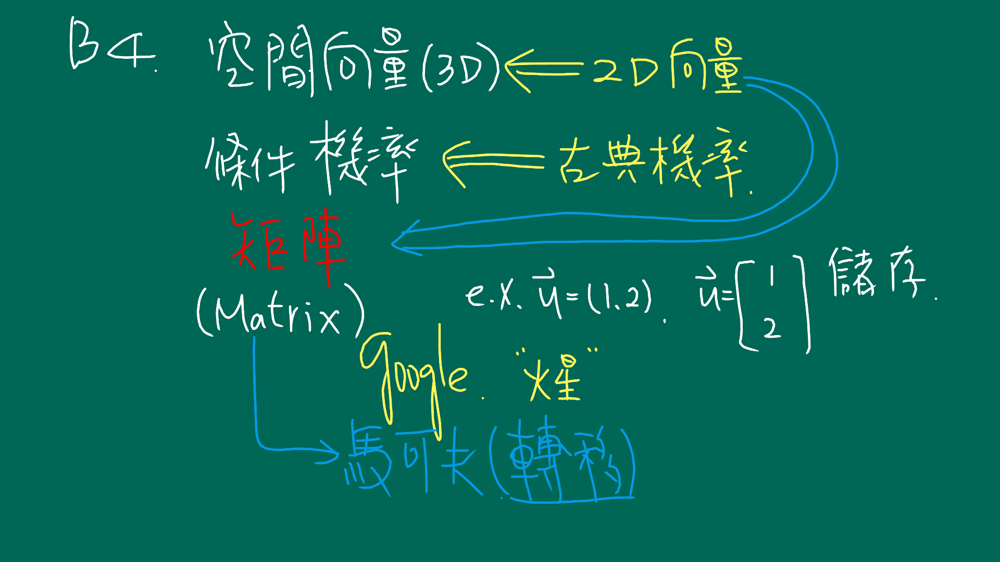 B4. 空間向量(3D) ⇐ 2D向量
條件機率 ⇐ 古典機率.
矩陣
(Matrix)
e.x. u⃗=(1.2). u⃗=[1 2] 儲存.
google. "火星"
馬可夫(轉移)